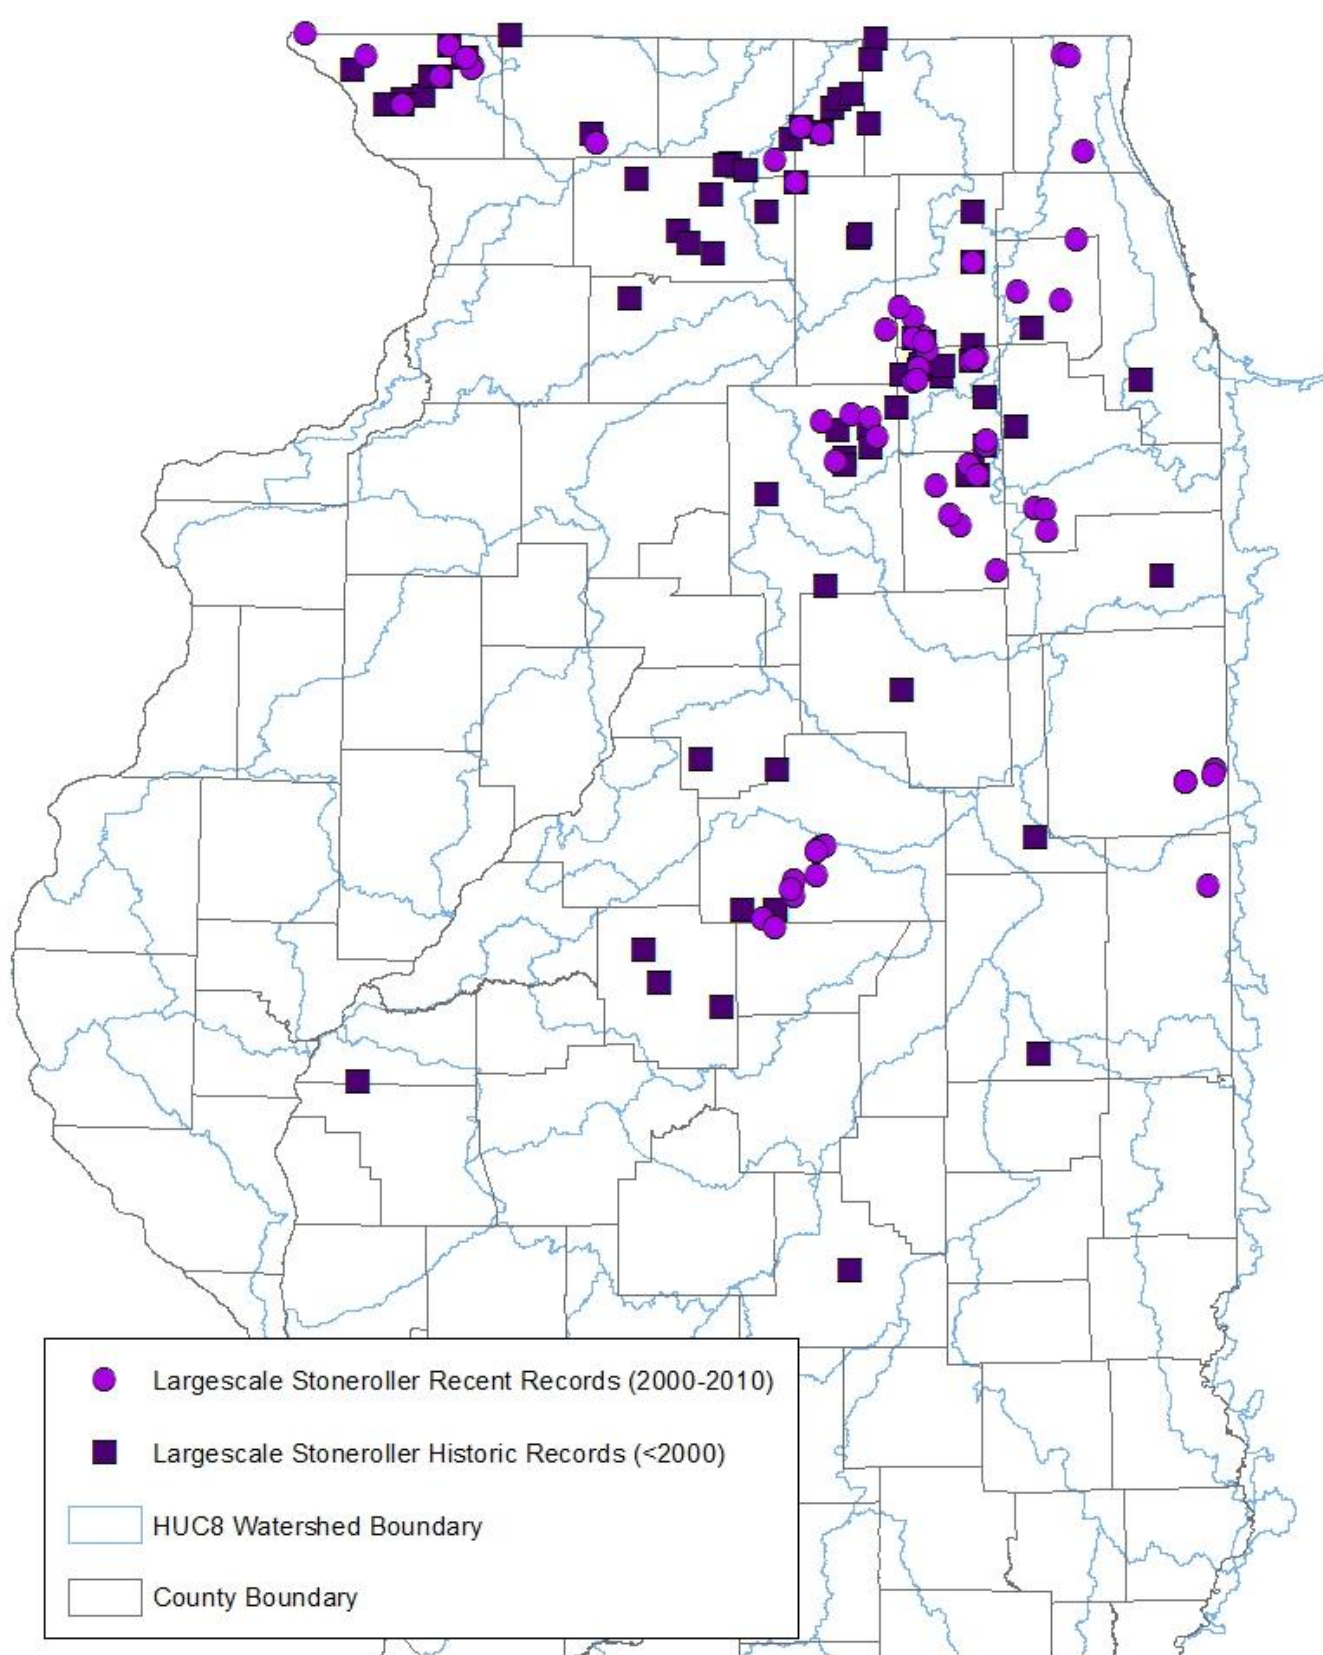 Largescale Stoneroller Recent Records (2000-2010)
Largescale Stoneroller Historic Records (<2000)
HUC8 Watershed Boundary
County Boundary